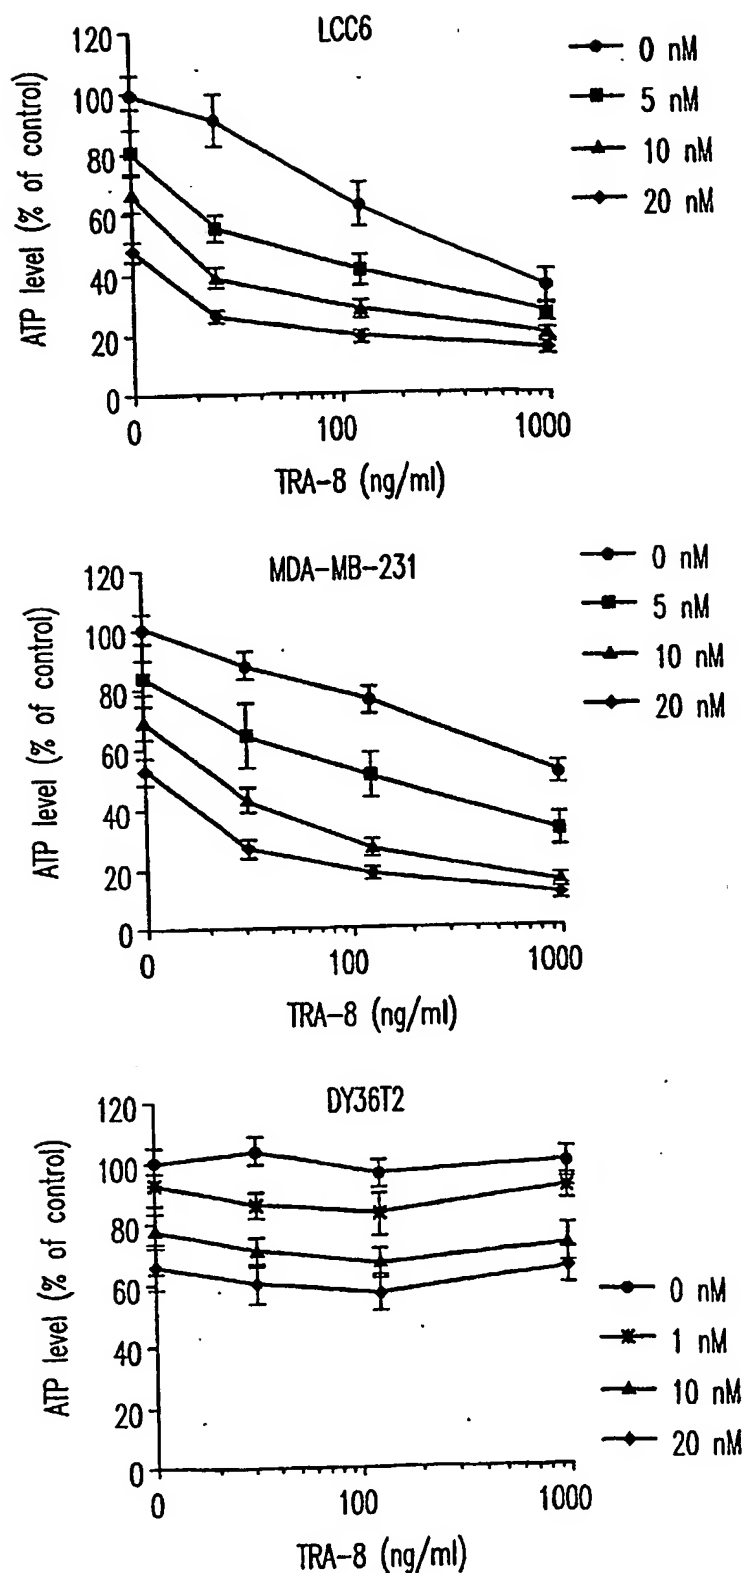 LCC6
120
100
80
60
40
20
0
ATP level (% of control)
0 100 1000
TRA-8 (ng/ml)
0 nM
5 nM
10 nM
20 nM
MDA-MB-231
120
100
80
60
40
20
0
ATP level (% of control)
0 100 1000
TRA-8 (ng/ml)
0 nM
5 nM
10 nM
20 nM
DY36T2
120
100
80
60
40
20
0
ATP level (% of control)
0 100 1000
TRA-8 (ng/ml)
0 nM
1 nM
10 nM
20 nM